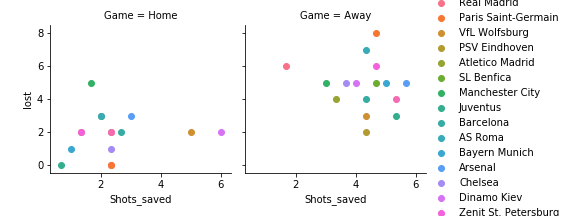 Game = Home
Game = Away
8
6
4
2
0
lost
2
4
6
Shots_saved
2
4
6
Shots_saved
Real Madrid
Paris Saint-Germain
VfL Wolfsburg
PSV Eindhoven
Atletico Madrid
SL Benfica
Manchester City
Juventus
Barcelona
AS Roma
Bayern Munich
Arsenal
Chelsea
Dinamo Kiev
Zenit St. Petersburg